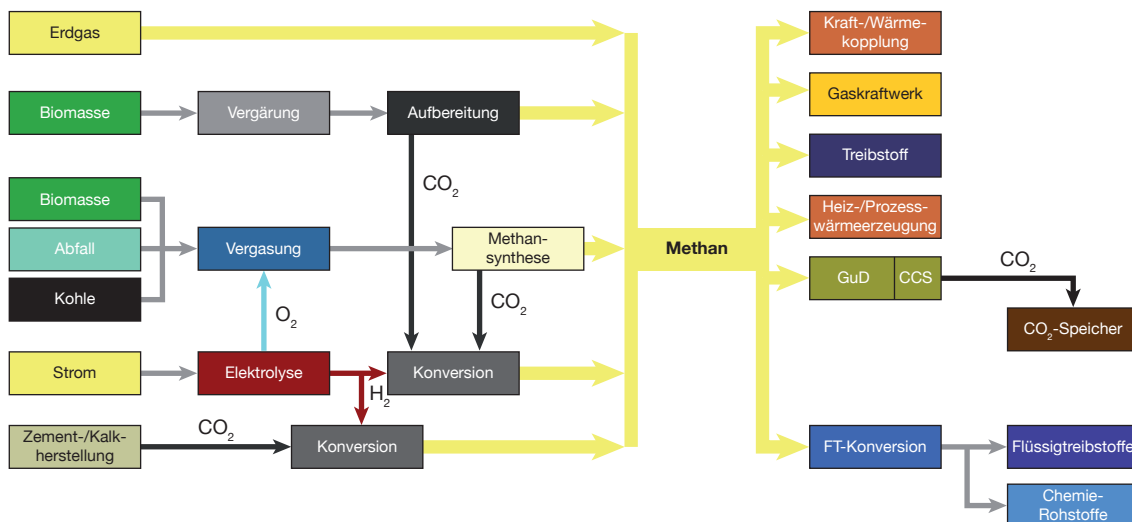 Erdgas
Kraft-/Wärme-
kopplung
Biomasse
Vergärung
Aufbereitung
Gaskraftwerk
CO2
Treibstoff
Biomasse
Abfall
Kohle
Vergasung
Methan-
synthese
Methan
Heiz-/Prozess-
wärmeerzeugung
GuD
CCS
CO2
CO2-Speicher
O2
CO2
Strom
Elektrolyse
H2
Konversion
Zement-/Kalk-
herstellung
CO2
Konversion
FT-Konversion
Flüssigtreibstoffe
Chemie-
Rohstoffe